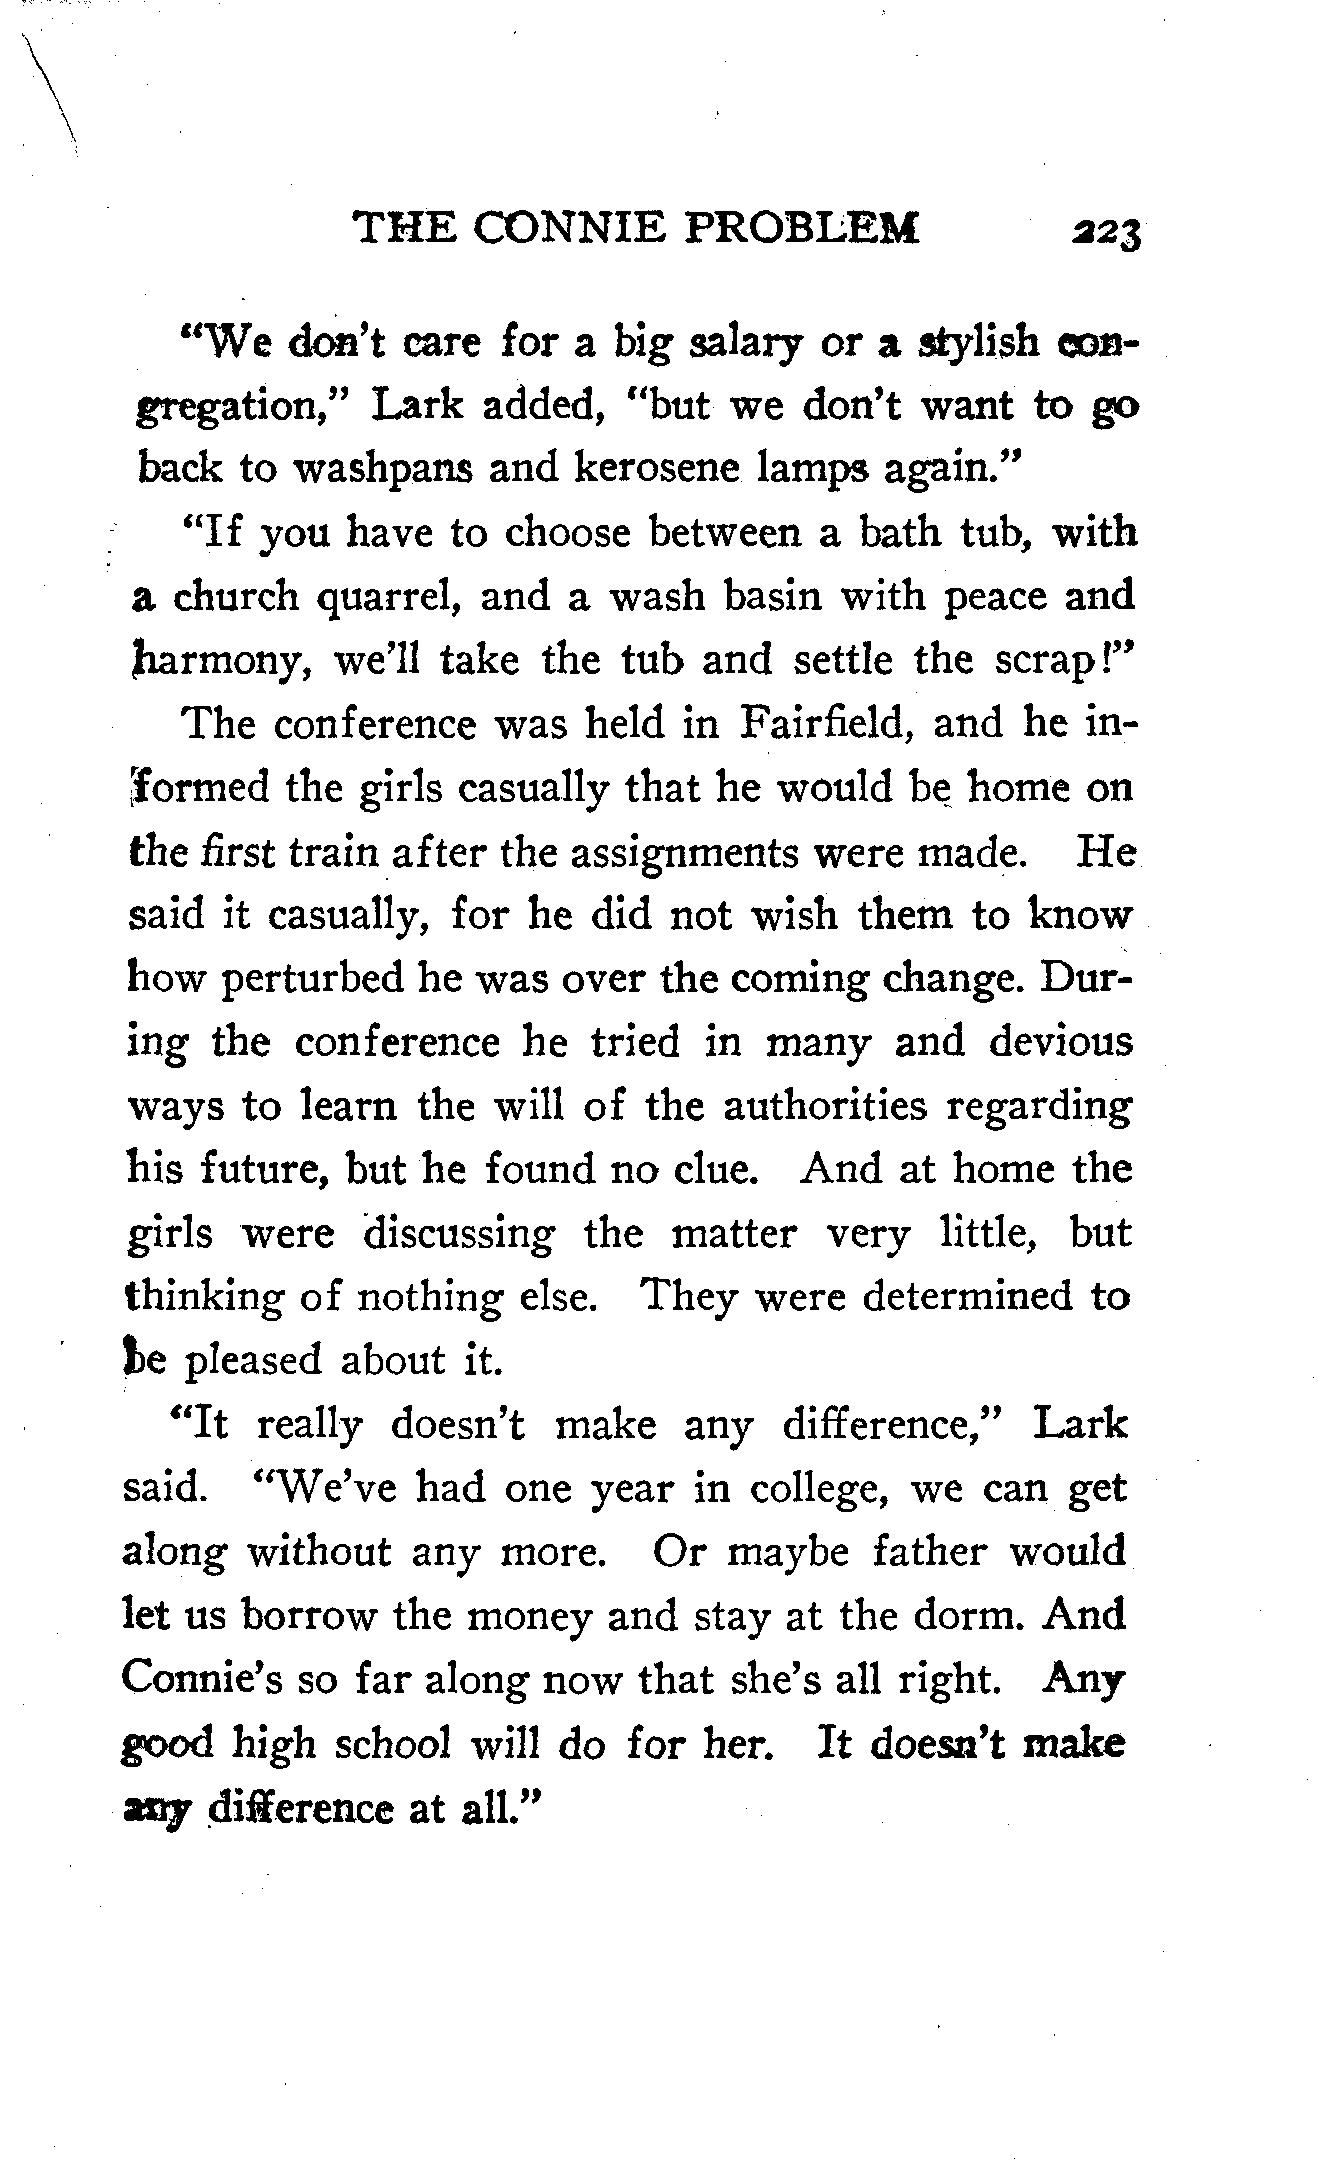 THE CONNIE PROBLEM 223
“We don’t care for a big salary or a stylish con-
gregation,” Lark added, “but we don’t want to go
back to washpans and kerosene lamps again.”
“If you have to choose between a bath tub, with
a church quarrel, and a wash basin with peace and
harmony, we’ll take the tub and settle the scrap!”
The conference was held in Fairfield, and he in-
formed the girls casually that he would be home on
the first train after the assignments were made. He
said it casually, for he did not wish them to know
how perturbed he was over the coming change. Dur-
ing the conference he tried in many and devious
ways to learn the will of the authorities regarding
his future, but he found no clue. And at home the
girls were discussing the matter very little, but
thinking of nothing else. They were determined to
be pleased about it.
“It really doesn’t make any difference,” Lark
said. “We’ve had one year in college, we can get
along without any more. Or maybe father would
let us borrow the money and stay at the dorm. And
Connie’s so far along now that she’s all right. Any
good high school will do for her. It doesn’t make
any difference at all.”